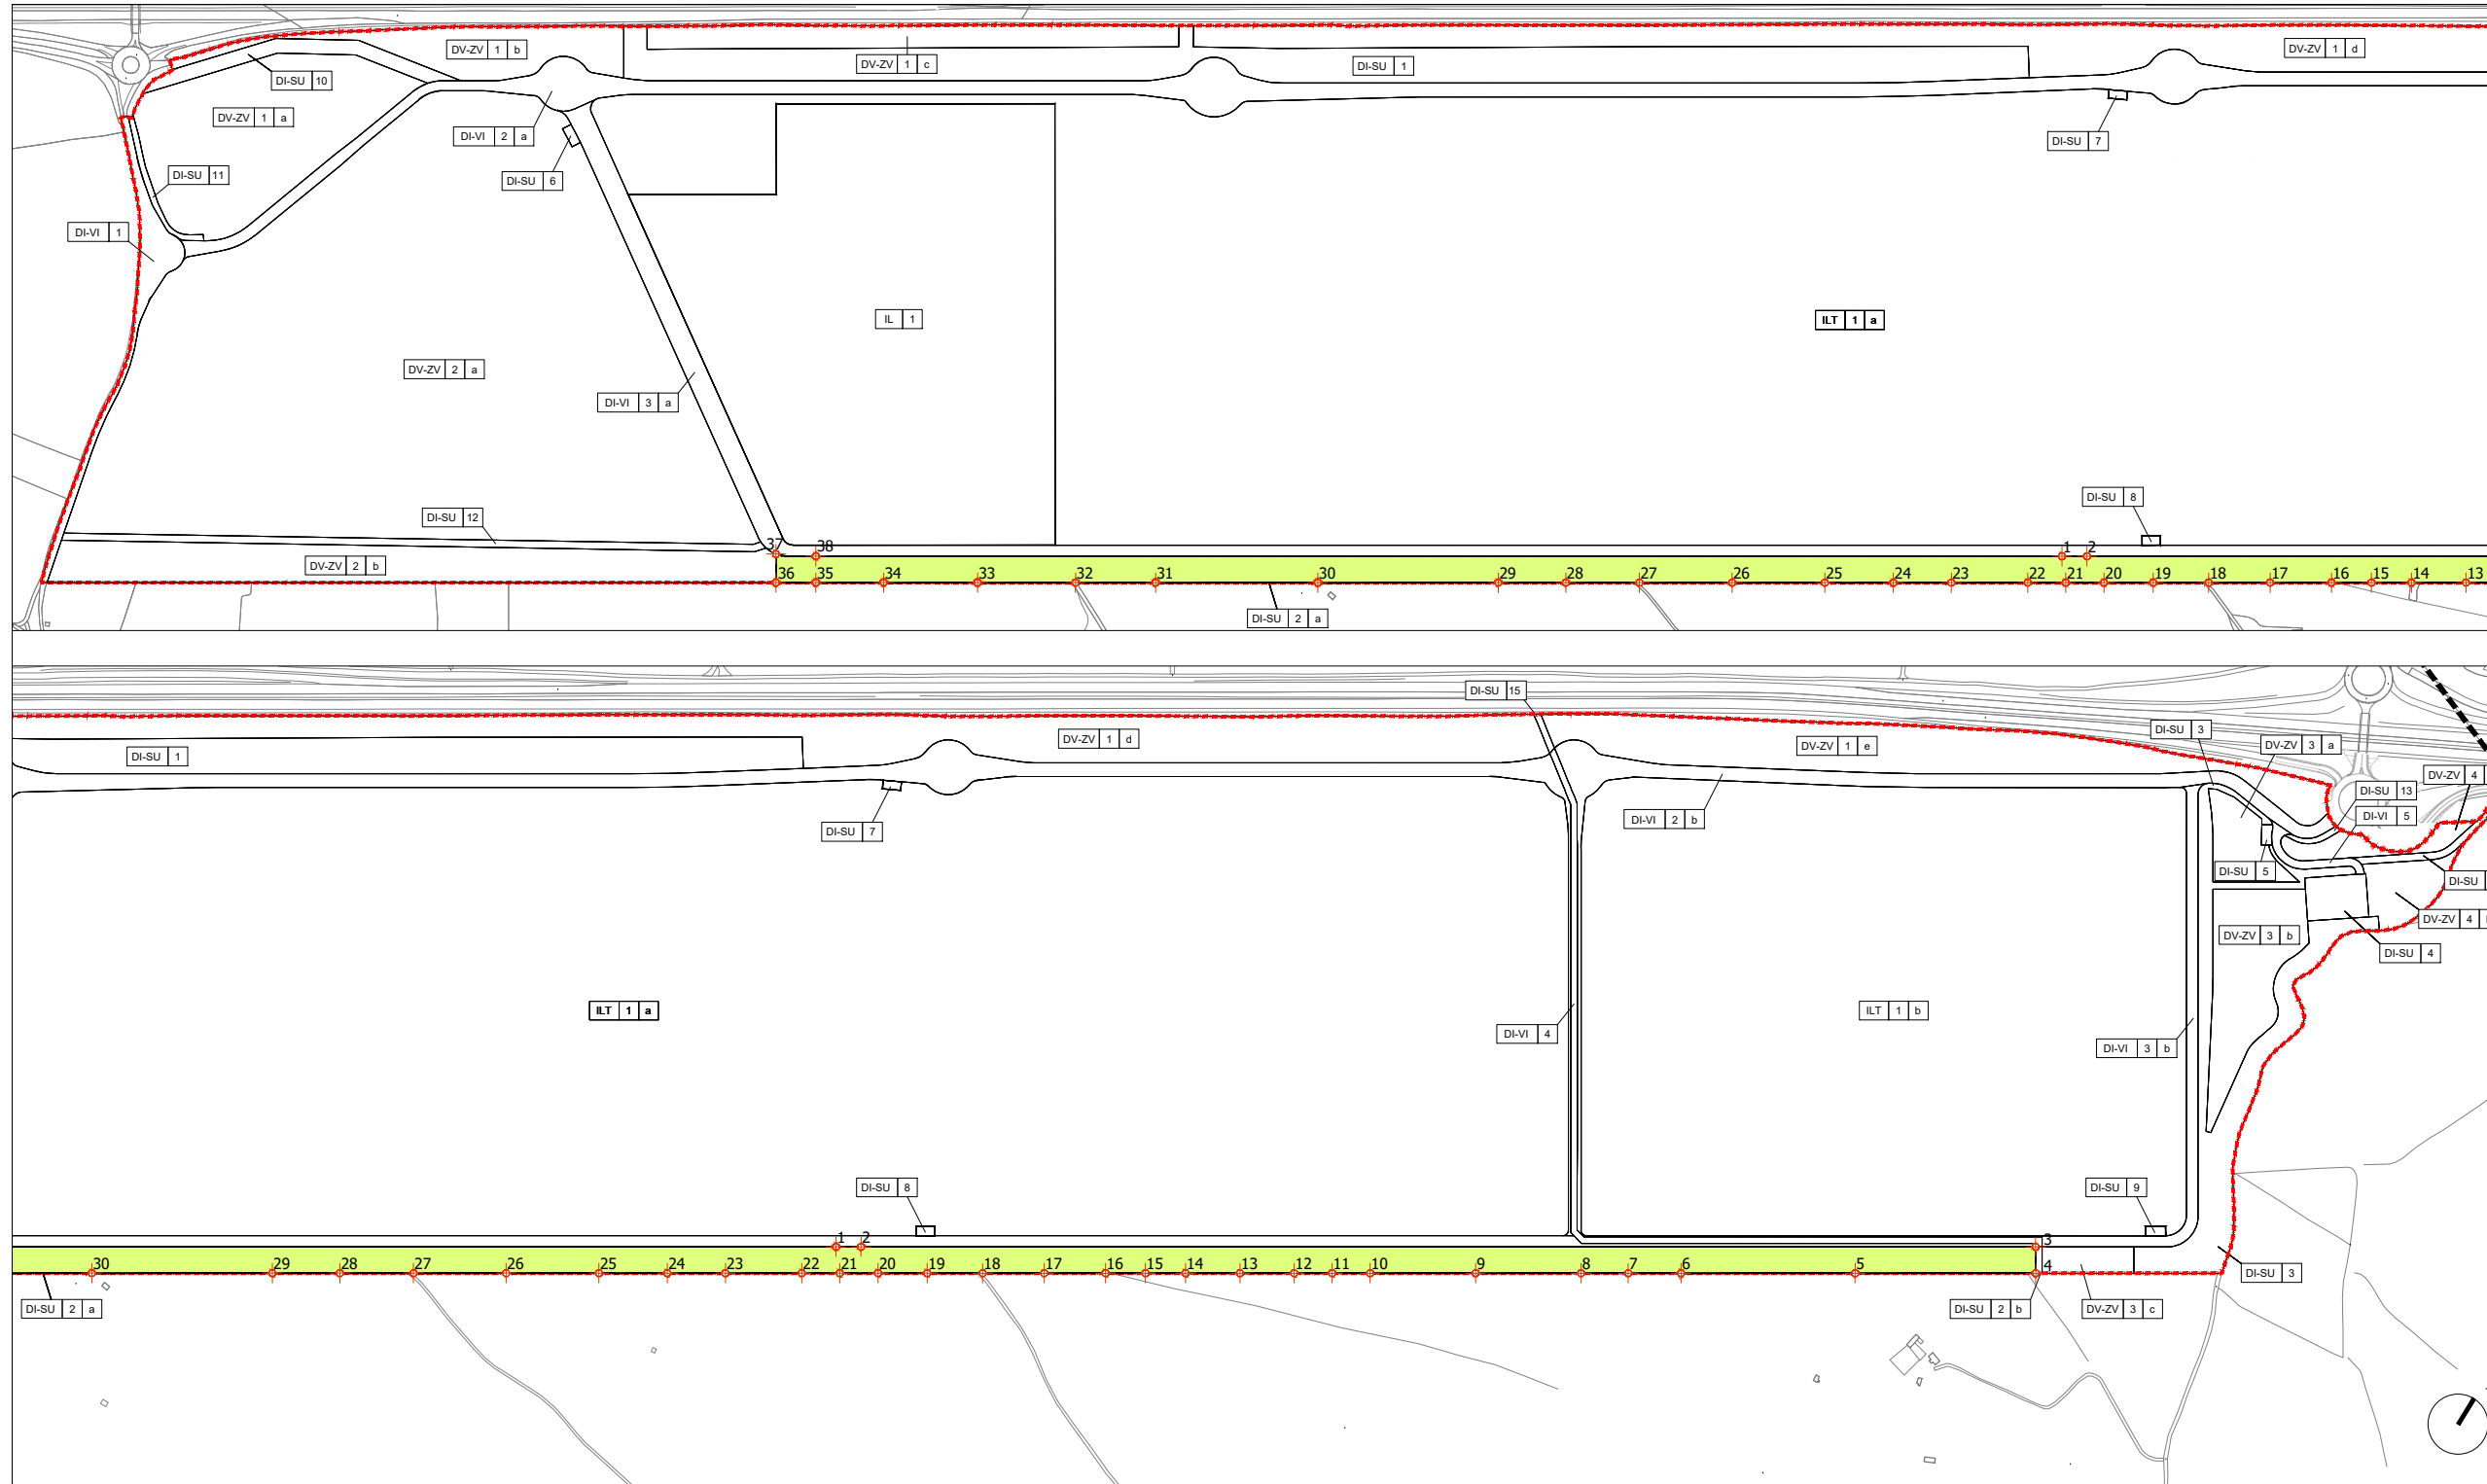 DV-ZV 1 b
DV-ZV 1 c
DI-SU 1
DV-ZV 1 d
DI-SU 10
DV-ZV 1 a
DI-VI 2 a
DI-SU 7
DI-SU 11
DI-SU 6
DI-VI 1
IL 1
ILT 1 a
DV-ZV 2 a
DI-VI 3 a
DI-SU 8
DI-SU 12
37 38 1 2
DV-ZV 2 b
36 35 34 33 32 31 30 29 28 27 26 25 24 23 22 21 20 19 18 17 16 15 14 13
DI-SU 2 a
DI-SU 15
DI-SU 3
DI-SU 1
DV-ZV 1 d
DV-ZV 1 e
DV-ZV 3 a
DV-ZV 4
DI-SU 13
DI-VI 2 b
DI-VI 5
DI-SU 7
DI-SU 5
DI-SU
DV-ZV 4
DV-ZV 3 b
DI-SU 4
ILT 1 a
ILT 1 b
DI-VI 4
DI-VI 3 b
DI-SU 8
DI-SU 9
1 2 3
30 29 28 27 26 25 24 23 22 21 20 19 18 17 16 15 14 13 12 11 10 9 8 7 6 5 4
DI-SU 3
DI-SU 2 a
DI-SU 2 b
DV-ZV 3 c